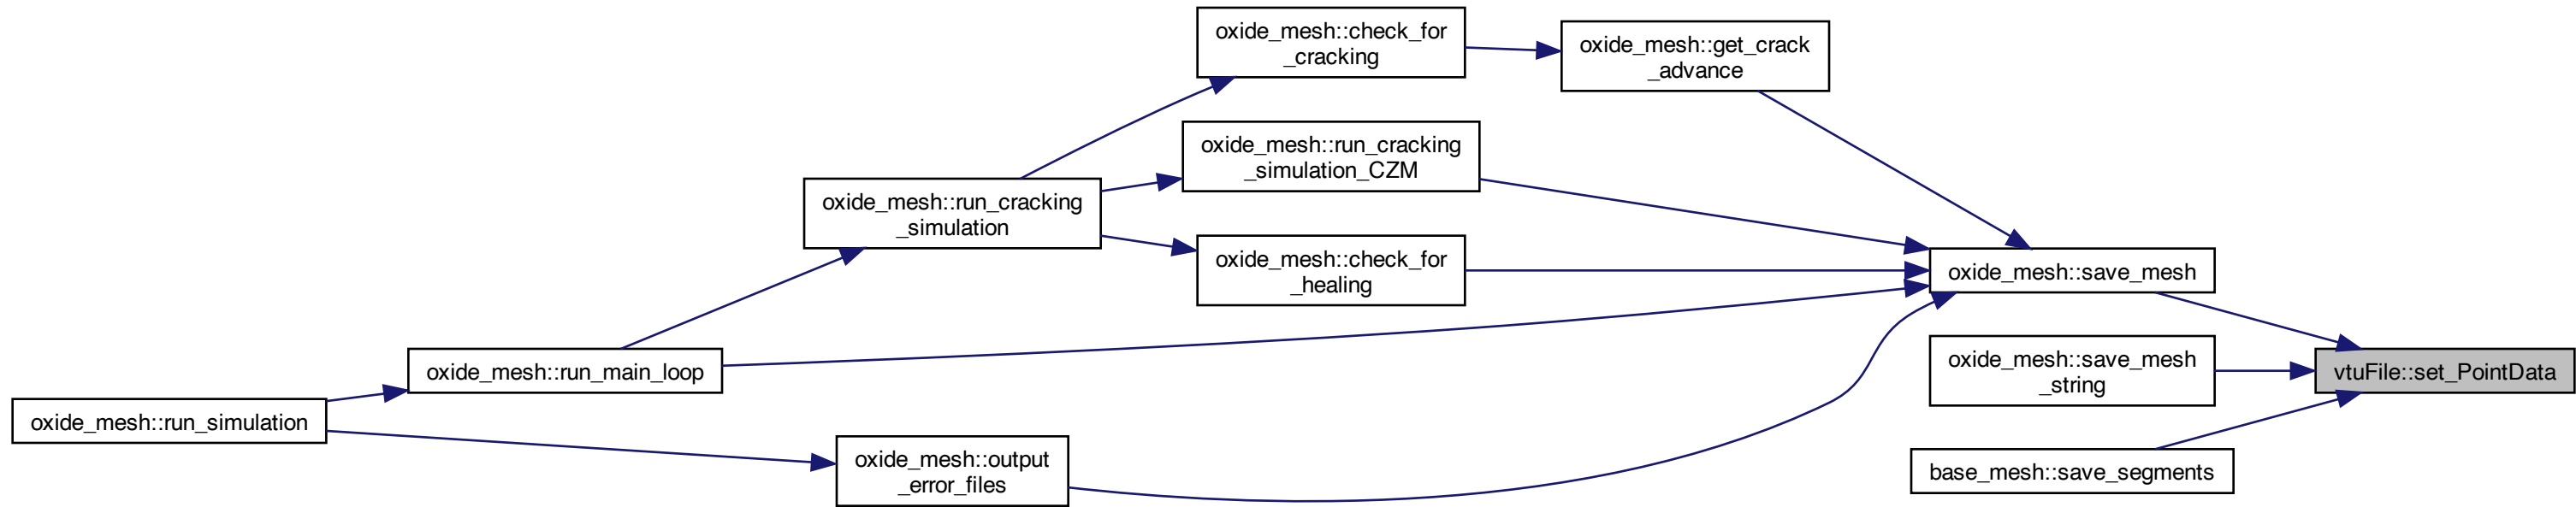 oxide_mesh::check_for
_cracking
oxide_mesh::get_crack
_advance
oxide_mesh::run_cracking
_simulation_CZM
oxide_mesh::run_cracking
_simulation
oxide_mesh::check_for
_healing
oxide_mesh::save_mesh
oxide_mesh::run_main_loop
oxide_mesh::save_mesh
_string
vtuFile::set_PointData
oxide_mesh::run_simulation
oxide_mesh::output
_error_files
base_mesh::save_segments